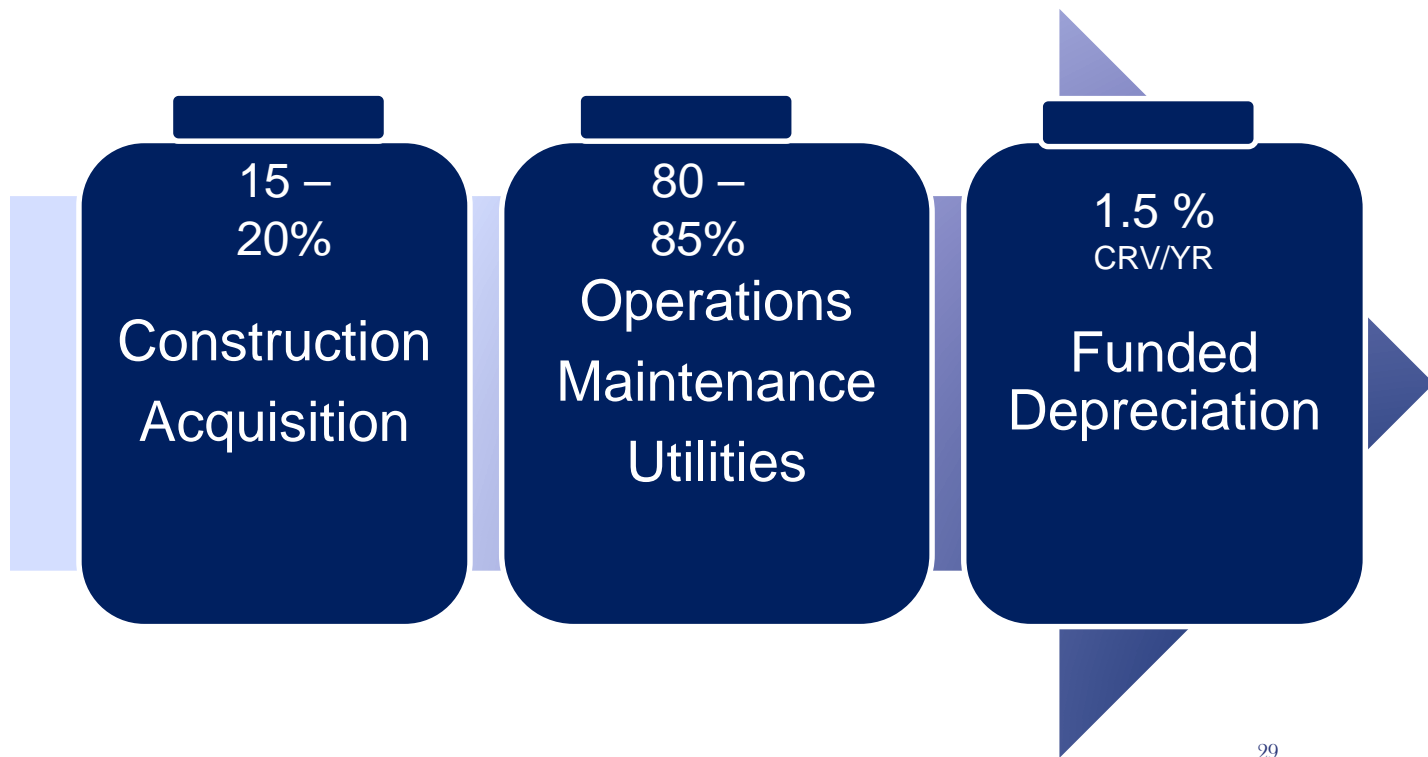 15 –
20%
Construction
Acquisition
80 –
85%
Operations
Maintenance
Utilities
1.5 %
CRV/YR
Funded
Depreciation
29